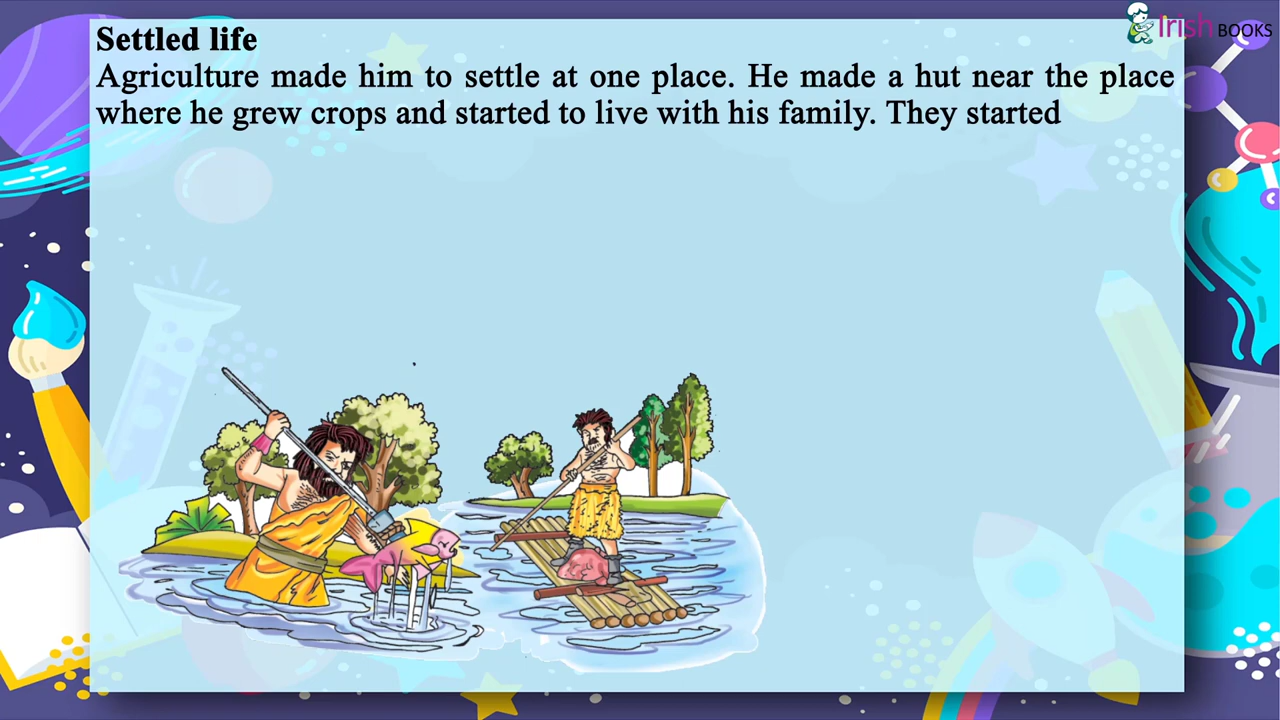 Irish BOOKS
Settled life
Agriculture made him to settle at one place. He made a hut near the place
where he grew crops and started to live with his family. They started